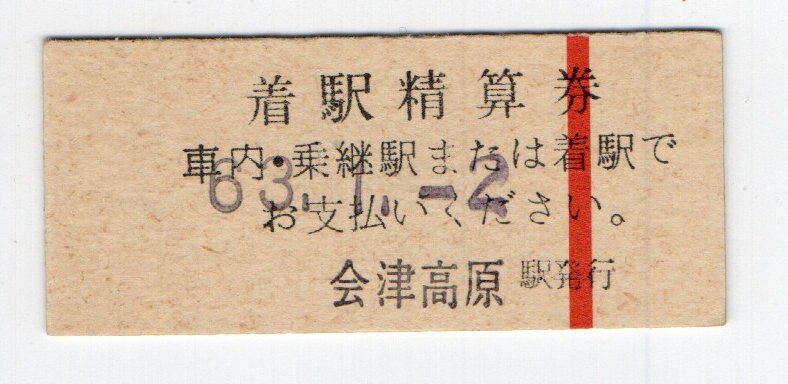 着駅精算券
車内・乗継駅または着駅で
63.1.-2
お支払いください。
会津高原 駅発行